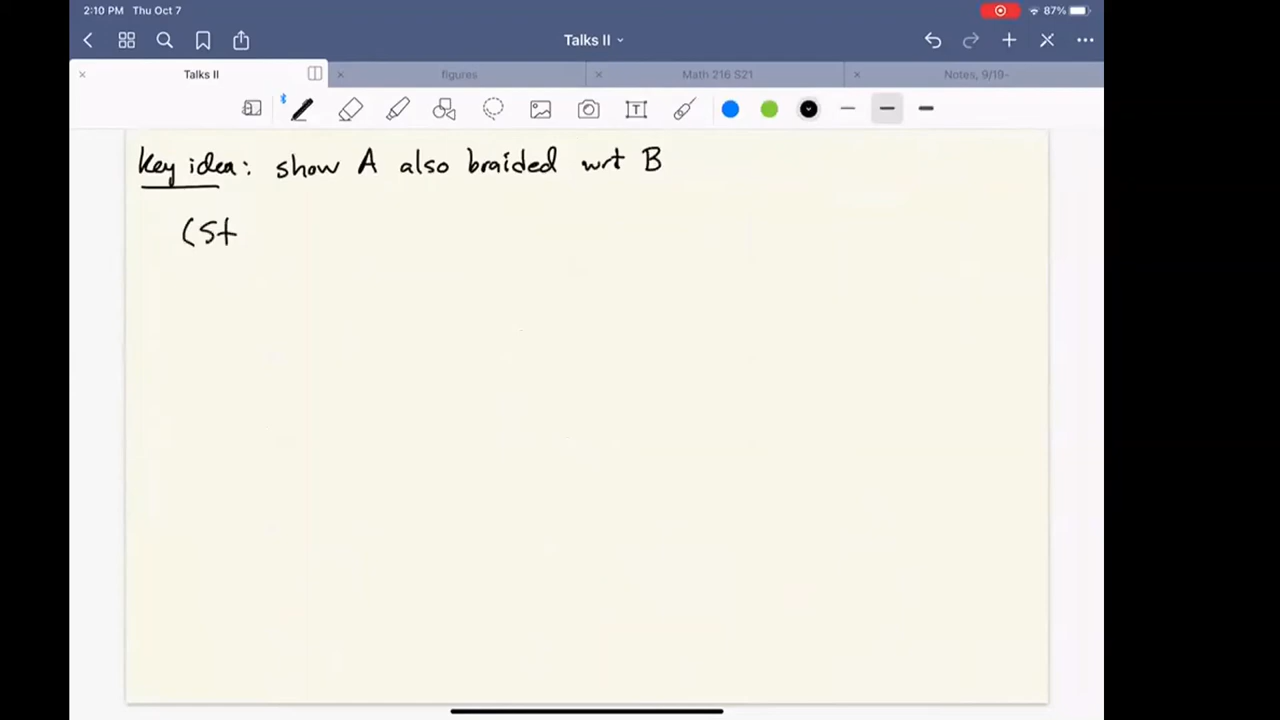 2:10 PM Thu Oct 7
87%
Talks II
Talks II
figures
Math 216 S21
Notes, 9/19-
T
Key idea: show A also braided wrt B
(St